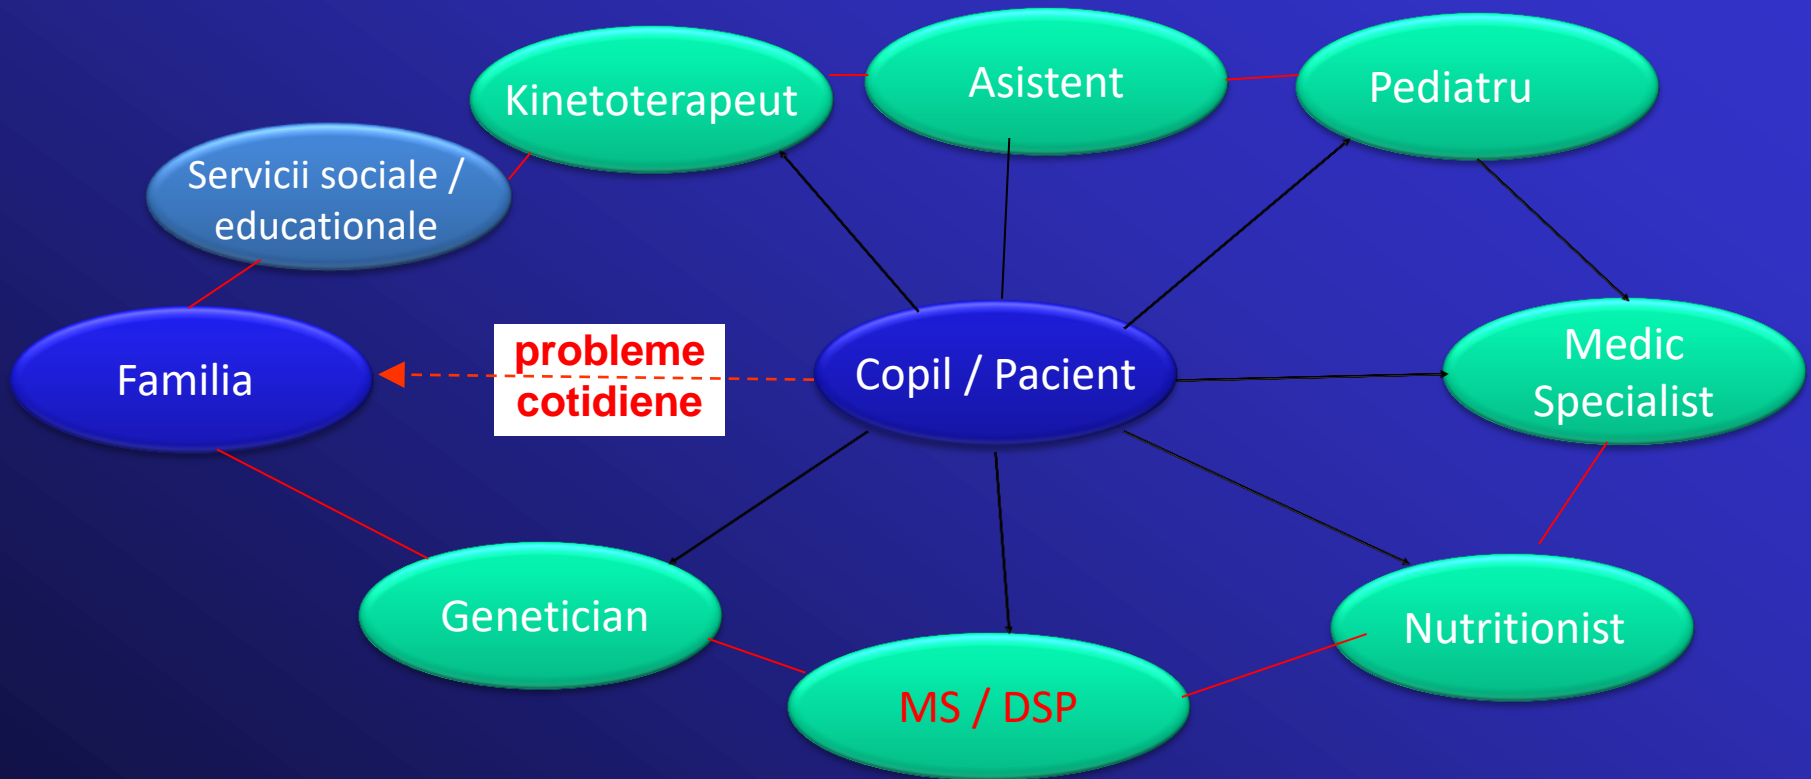 Kinetoterapeut
Asistent
Pediatru
Servicii sociale /
educationale
Familia
probleme
cotidiene
Copil / Pacient
Medic
Specialist
Genetician
MS / DSP
Nutritionist